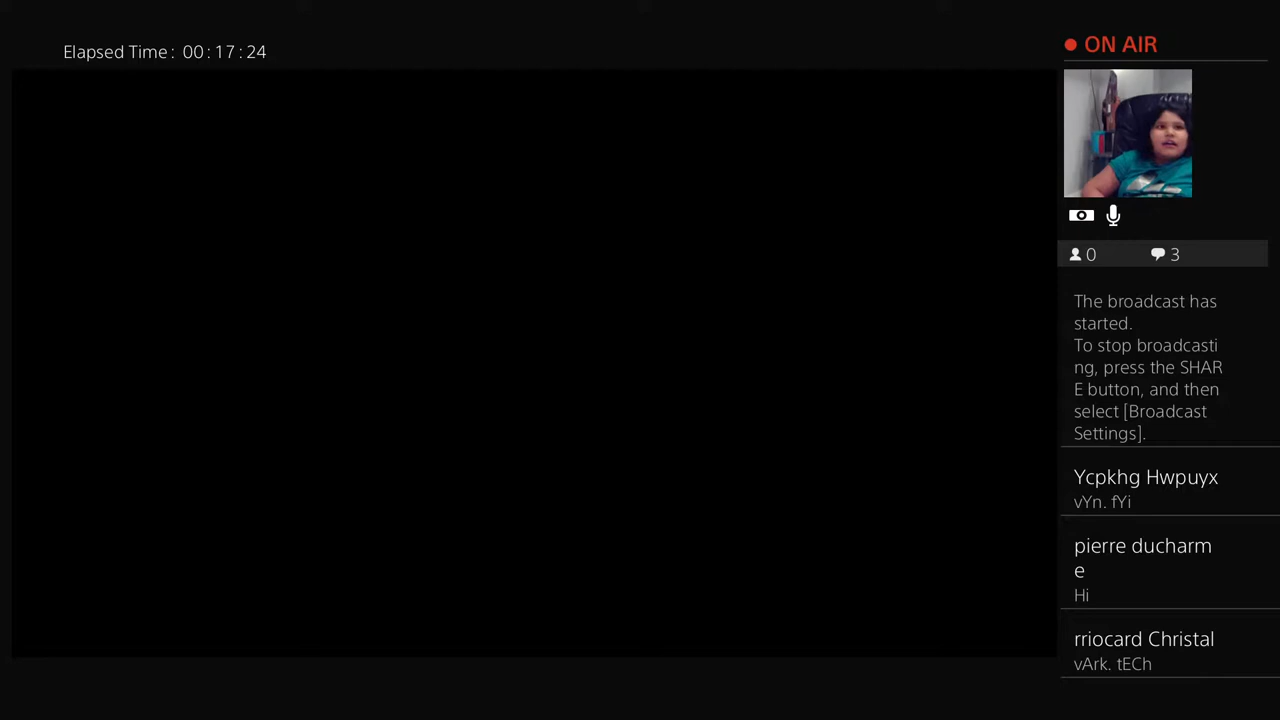 Elapsed Time: 00:17:24
ON AIR
0 3
The broadcast has
started.
To stop broadcasti
ng, press the SHAR
E button, and then
select [Broadcast
Settings].
Ycpkhg Hwpuyx
vYn. fYi
pierre ducharm
e
Hi
rriocard Christal
vArk. tECh